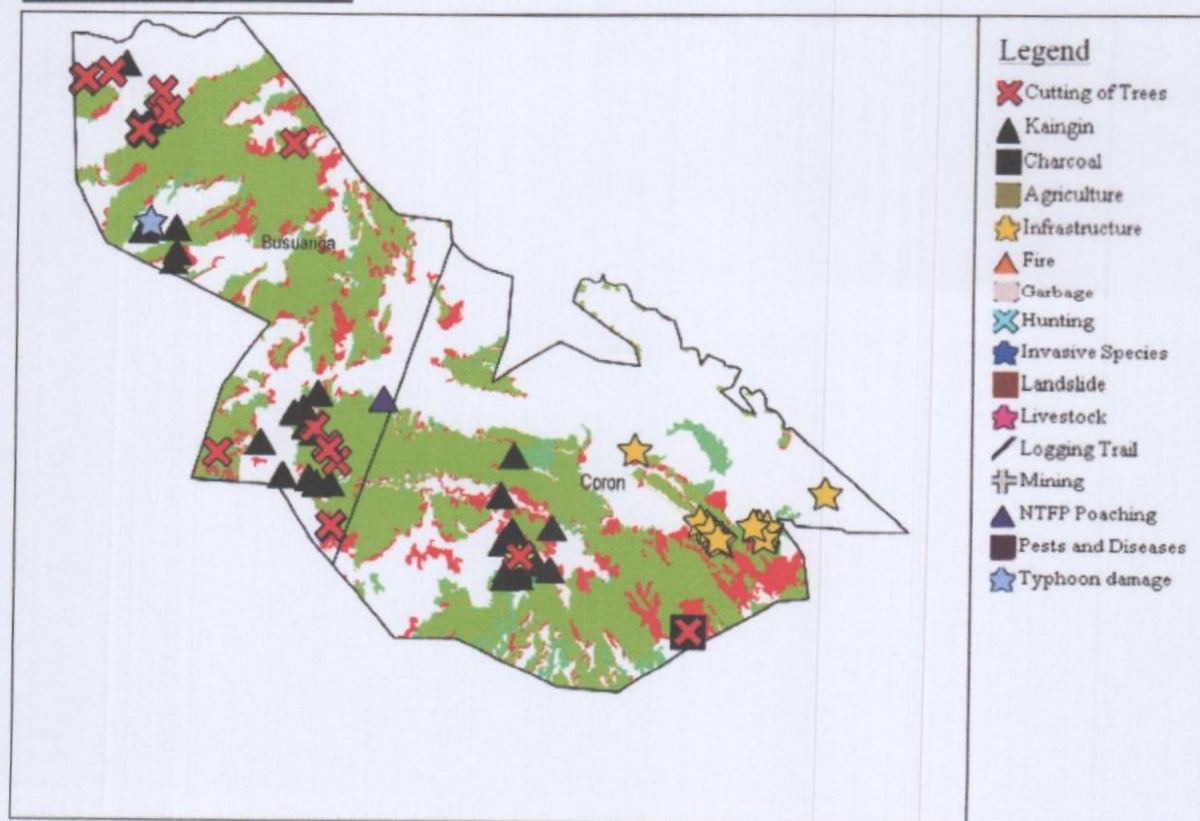 Legend
Cutting of Trees
Kaingin
Charcoal
Agriculture
Infrastructure
Fire
Garbage
Hunting
Invasive Species
Landslide
Livestock
Logging Trail
Mining
NTFP Poaching
Pests and Diseases
Typhoon damage
Busuanga
Coron